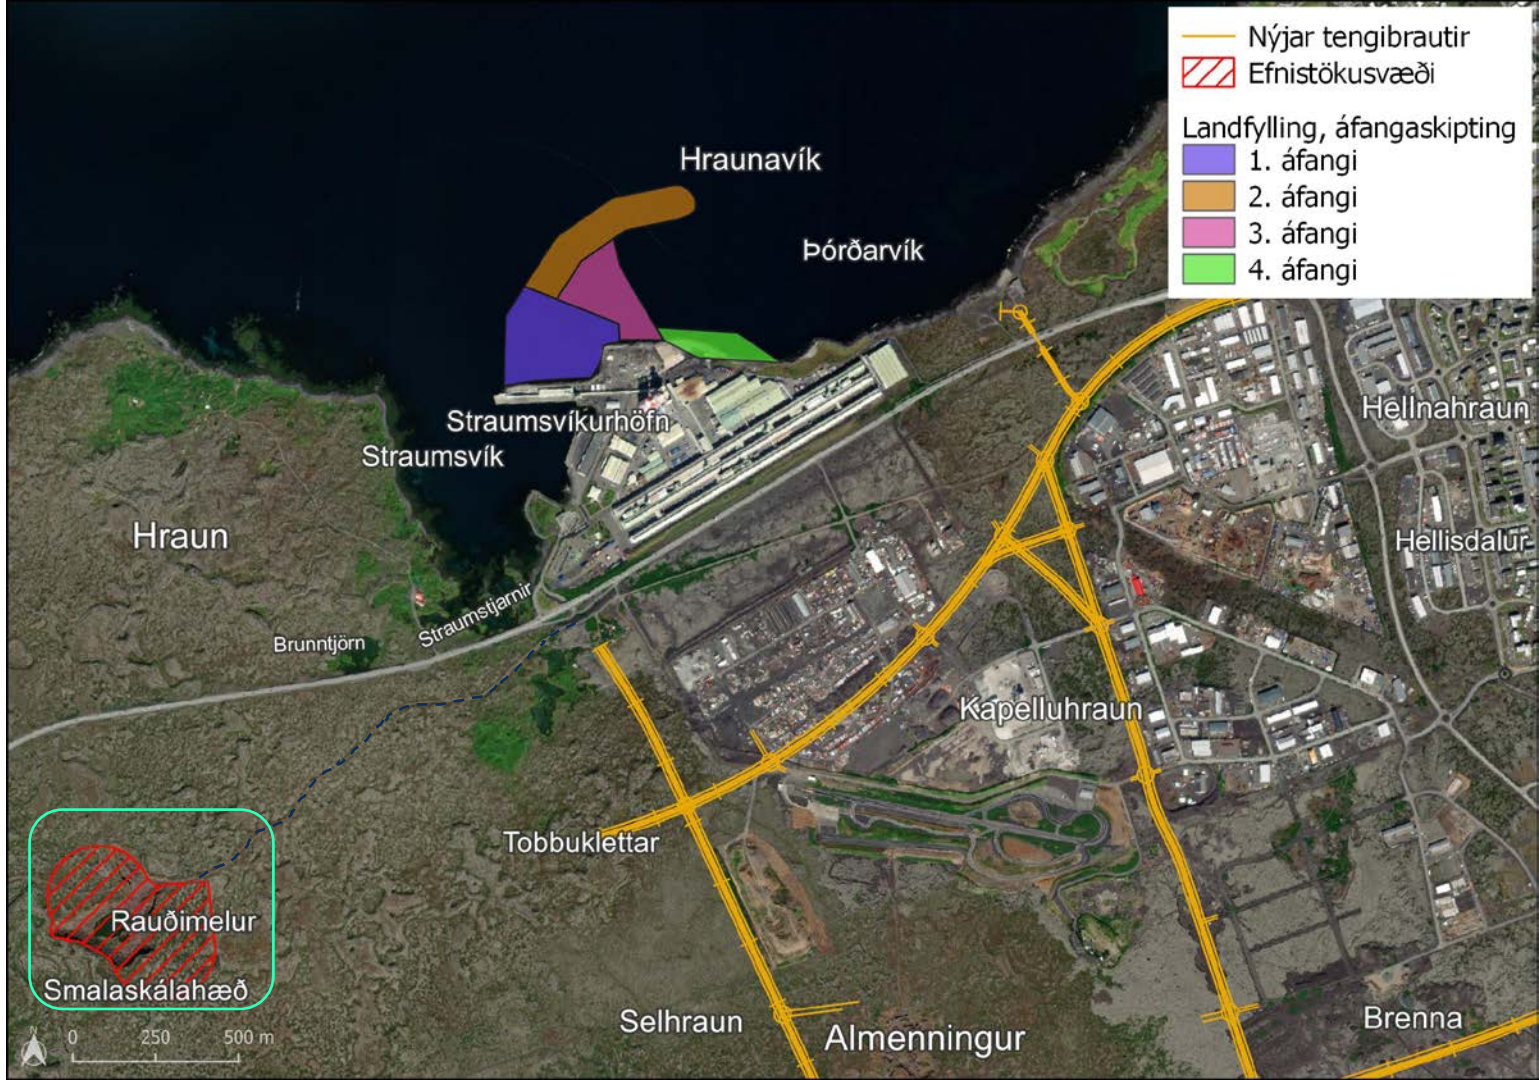 Nýjar tengibrautir
Efnistökusvæði
Landfylling, áfangaskipting
1. áfangi
2. áfangi
3. áfangi
4. áfangi
Hraunavík
Þórðarvík
Hellnahraun
Straumsvíkurhöfn
Straumsvík
Hraun
Hellisdalur
Straumstjarnir
Brunntjörn
Kapelluhraun
Tobbuklettar
Rauðimelur
Smalaskálahæð
Selhraun
Almenningur
Brenna
N
0 250 500 m